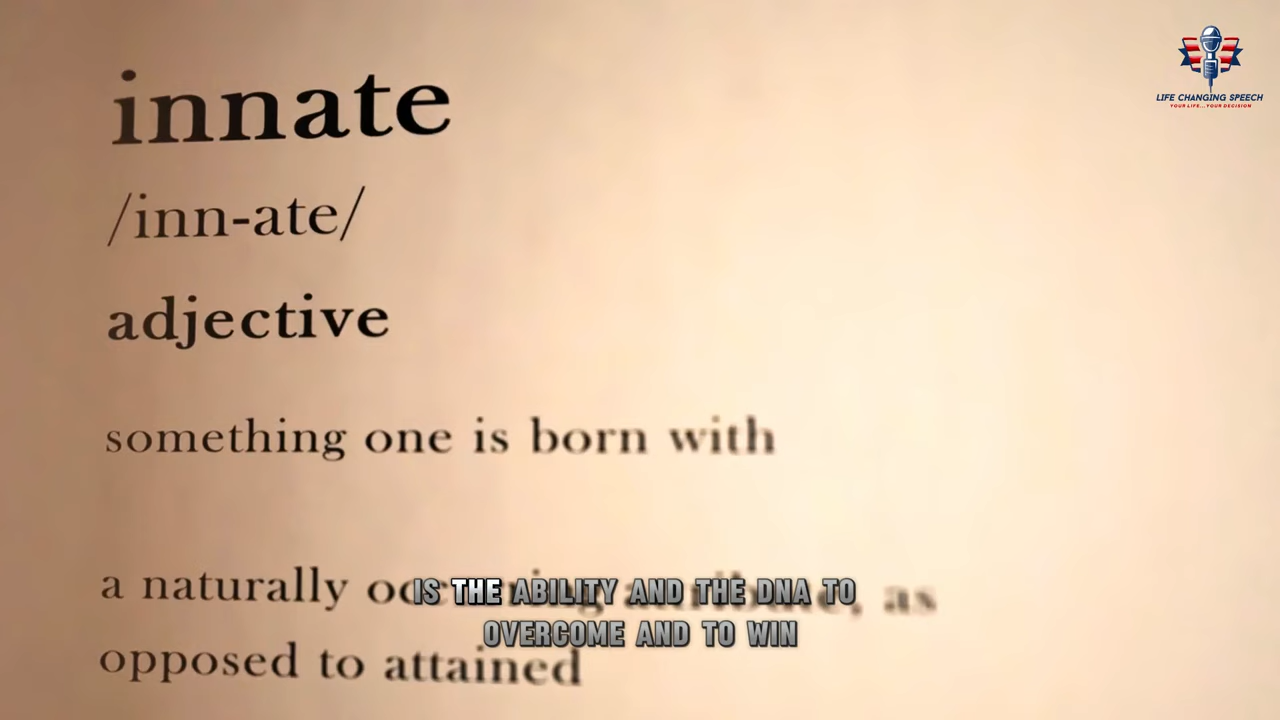 LIFE CHANGING SPEECH
YOUR LIFE...YOUR DECISION
innate
/inn-ate/
adjective
something one is born with
a naturally as
opposed to attained
IS THE ABILITY AND THE DNA TO
OVERCOME AND TO WIN